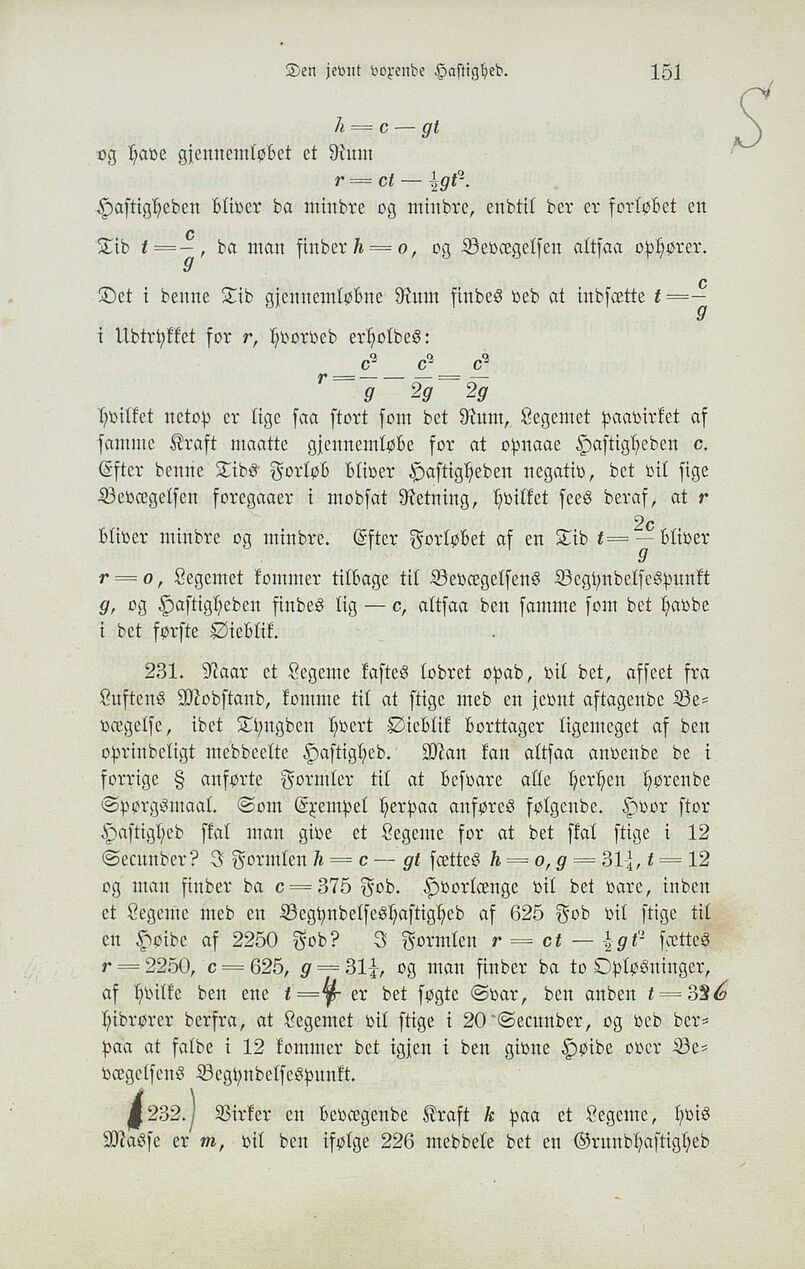 Den jevnt voxende Hastighed. 151
S
h = c — gt
og have gjennemløbet et Rum
r = ct — ½gt².
Hastigheden bliver da mindre og mindre, endtil der er forløbet en
Tid t = c/g, da man finder h = o, og Bevægelsen altsaa ophører.
Det i denne Tid gjennemløbne Rum findes ved at indsætte t = c/g
i Udtrykket for r, hvorved erholdes:
r = c²/g — c²/2g = c²/2g
hvilket netop er lige saa stort som det Rum, Legemet paavirket af
samme Kraft maatte gjennemløbe for at opnaae Hastigheden c.
Efter denne Tids Forløb bliver Hastigheden negativ, det vil sige
Bevægelsen foregaaer i modsat Retning, hvilket sees deraf, at r
bliver mindre og mindre. Efter Forløbet af en Tid t = 2c/g bliver
r = o, Legemet kommer tilbage til Bevægelsens Begyndelsespunkt
g, og Hastigheden findes lig — c, altsaa den samme som det havde
i det første Øieblik.
231. Naar et Legeme kastes lodret opad, vil det, afseet fra
Luftens Modstand, komme til at stige med en jevnt aftagende Be-
vægelse, idet Tyngden hvert Øieblik borttager ligemeget af den
oprindeligt meddeelte Hastighed. Man kan altsaa anvende de i
forrige § anførte Formler til at besvare alle herhen hørende
Spørgsmaal. Som Exempel herpaa anføres følgende. Hvor stor
Hastighed skal man give et Legeme for at det skal stige i 12
Secunder? I Formlen h = c — gt sættes h = o, g = 31¼, t = 12
og man finder da c = 375 Fod. Hvorlænge vil det vare, inden
et Legeme med en Begyndelseshastighed af 625 Fod vil stige til
en Høide af 2250 Fod? I Formlen r = ct — ½gt² sættes
r = 2250, c = 625, g = 31¼, og man finder da to Opløsninger,
af hvilke den ene t = 4 er det søgte Svar, den anden t = 36
hidrører derfra, at Legemet vil stige i 20 Secunder, og ved der-
paa at falde i 12 kommer det igjen i den givne Høide over Be-
vægelsens Begyndelsespunkt.
232. Virker en bevægende Kraft k paa et Legeme, hvis
Masse er m, vil den ifølge 226 meddele det en Grundhastighed